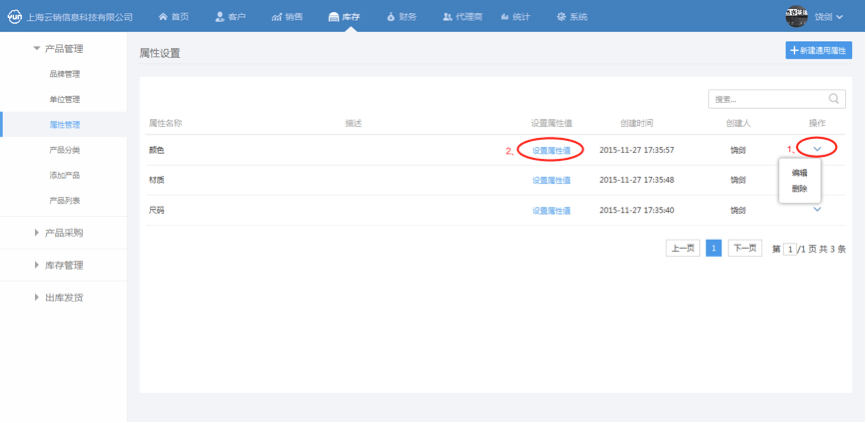 上海云销信息科技有限公司 首页 客户 销售 库存 财务 代理商 统计 系统 饶剑
产品管理
品牌管理
单位管理
属性管理
产品分类
添加产品
产品列表
产品采购
库存管理
出库发货
属性设置 +新建通用属性
搜索...
属性名称 描述 设置属性值 创建时间 创建人 操作
颜色 2、 设置属性值 2015-11-27 17:35:57 饶剑 1、
编辑
删除
材质 设置属性值 2015-11-27 17:35:48 饶剑
尺码 设置属性值 2015-11-27 17:35:40 饶剑
上一页 1 下一页 第 1 /1 页 共 3 条